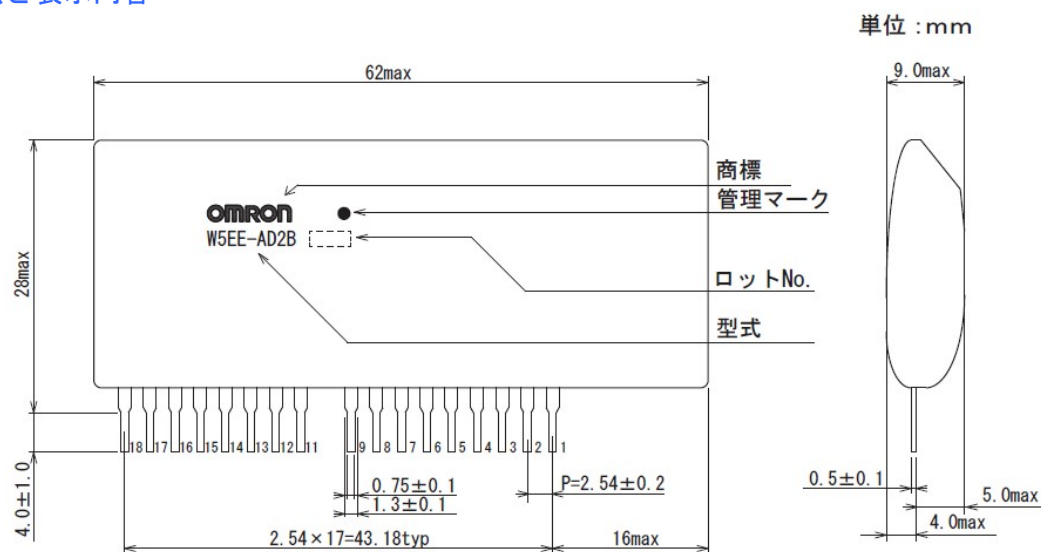 単位：mm
62max
9.0max
商標
管理マーク
OMRON
W5EE-AD2B
ロットNo.
型式
28max
4.0±1.0
18 17 16 15 14 13 12 11 9 8 7 6 5 4 3 2 1
0.75±0.1
1.3±0.1
P=2.54±0.2
2.54×17=43.18typ
16max
0.5±0.1
5.0max
4.0max